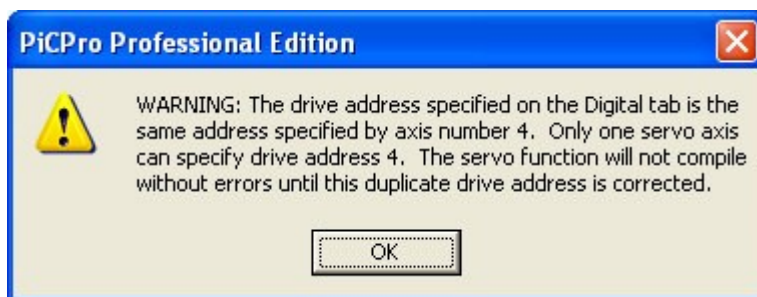 PiCPro Professional Edition
WARNING: The drive address specified on the Digital tab is the
same address specified by axis number 4.  Only one servo axis
can specify drive address 4.  The servo function will not compile
without errors until this duplicate drive address is corrected.
OK